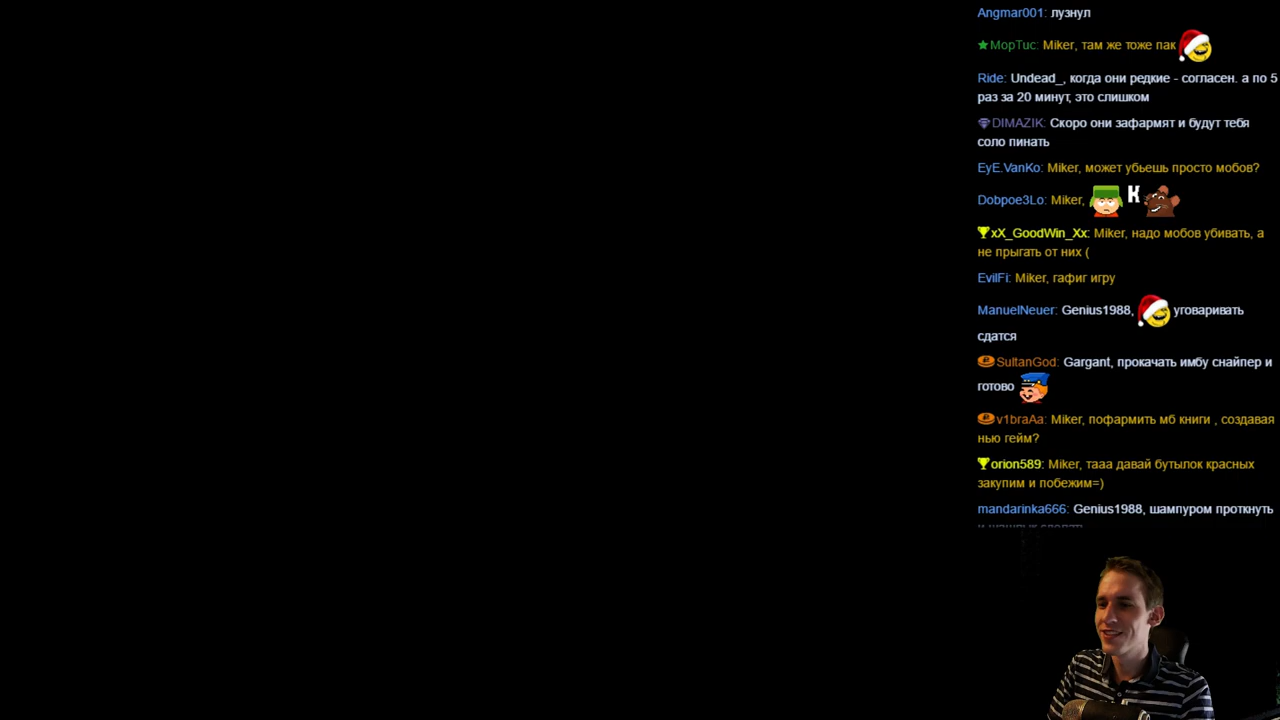 Angmar001: лузнул
MopTuc: Miker, там же тоже пак
Ride: Undead_, когда они редкие - согласен. а по 5
раз за 20 минут, это слишком
DIMAZIK: Скоро они зафармят и будут тебя
соло пинать
EyE.VanKo: Miker, может убьешь просто мобов?
Dobpoe3Lo: Miker, К
xX_GoodWin_Xx: Miker, надо мобов убивать, а
не прыгать от них (
EvilFi: Miker, гафиг игру
ManuelNeuer: Genius1988, уговаривать
сдатся
SultanGod: Gargant, прокачать имбу снайпер и
готово
v1braAa: Miker, пофармить мб книги , создавая
нью гейм?
orion589: Miker, тааа давай бутылок красных
закупим и побежим=)
mandarinka666: Genius1988, шампуром проткнуть